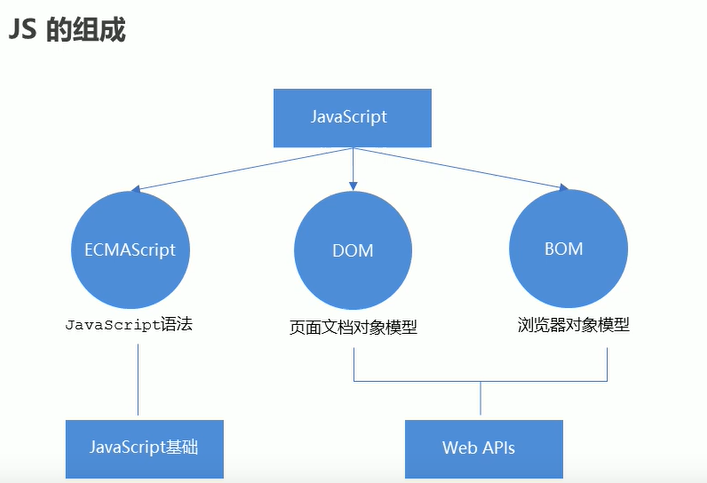 JS 的组成
JavaScript
ECMAScript
DOM
BOM
JavaScript语法
页面文档对象模型
浏览器对象模型
JavaScript基础
Web APIs